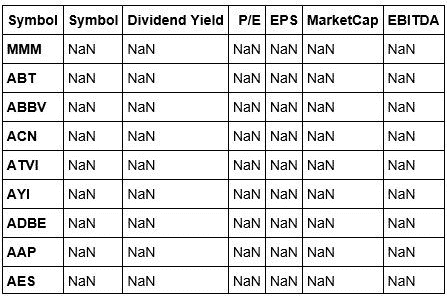 Symbol Symbol Dividend Yield P/E EPS MarketCap EBITDA
MMM NaN NaN NaN NaN NaN NaN
ABT NaN NaN NaN NaN NaN NaN
ABBV NaN NaN NaN NaN NaN NaN
ACN NaN NaN NaN NaN NaN NaN
ATVI NaN NaN NaN NaN NaN NaN
AYI NaN NaN NaN NaN NaN NaN
ADBE NaN NaN NaN NaN NaN NaN
AAP NaN NaN NaN NaN NaN NaN
AES NaN NaN NaN NaN NaN NaN